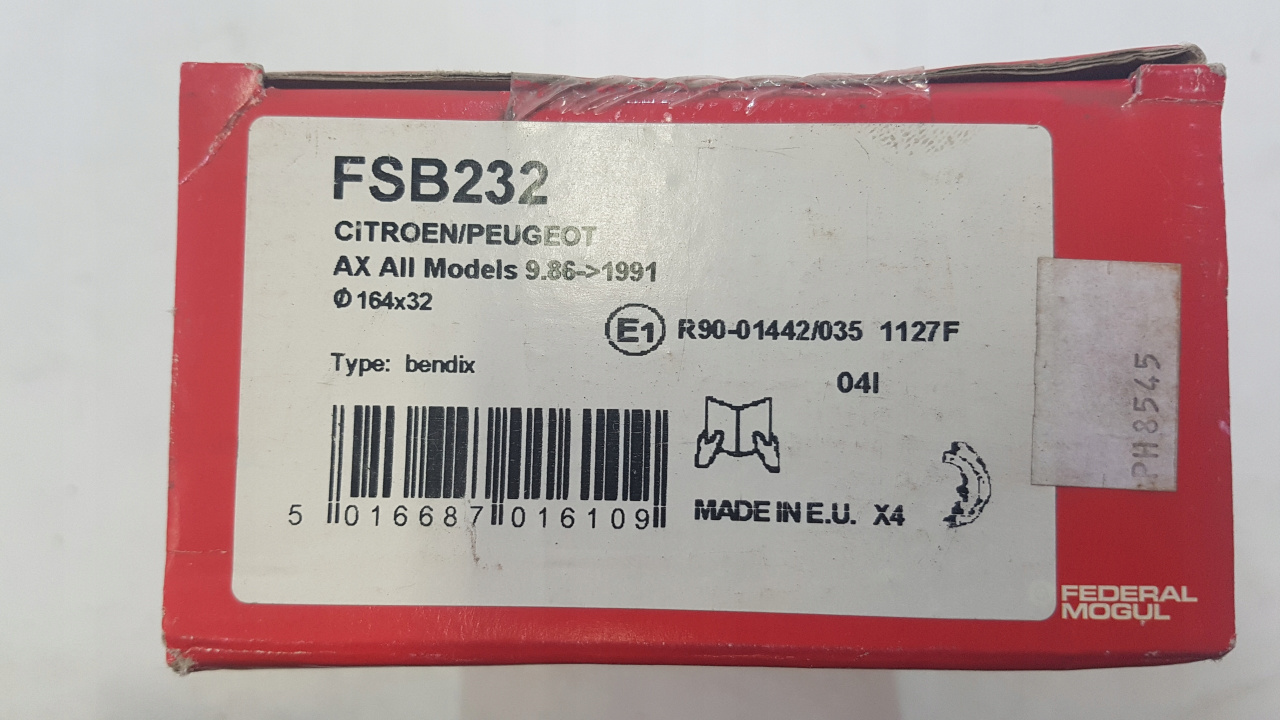 FSB232
CiTROEN/PEUGEOT
AX All Models 9.86->1991
Ø 164x32
E1 R90-01442/035 1127F
Type: bendix
04I
5 016687 016109
MADE IN E.U. X4
PH8545
FEDERAL
MOGUL